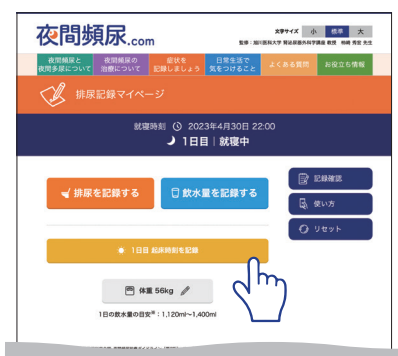 夜間頻尿.com
文字サイズ 小 標準 大
監修：旭川医科大学 腎泌尿器外科学講座 教授 柿崎 秀宏 先生
夜間頻尿と 夜間頻尿の 症状を 日常生活で よくある質問 お役立ち情報
夜間多尿について 治療について 記録しましょう 気をつけること
排尿記録マイページ
就寝時刻 2023年4月30日 22:00
1日目｜就寝中
排尿を記録する 飲水量を記録する
記録確認
使い方
リセット
1日目 起床時刻を記録
体重 56kg
1日の飲水量の目安※：1,120ml〜1,400ml